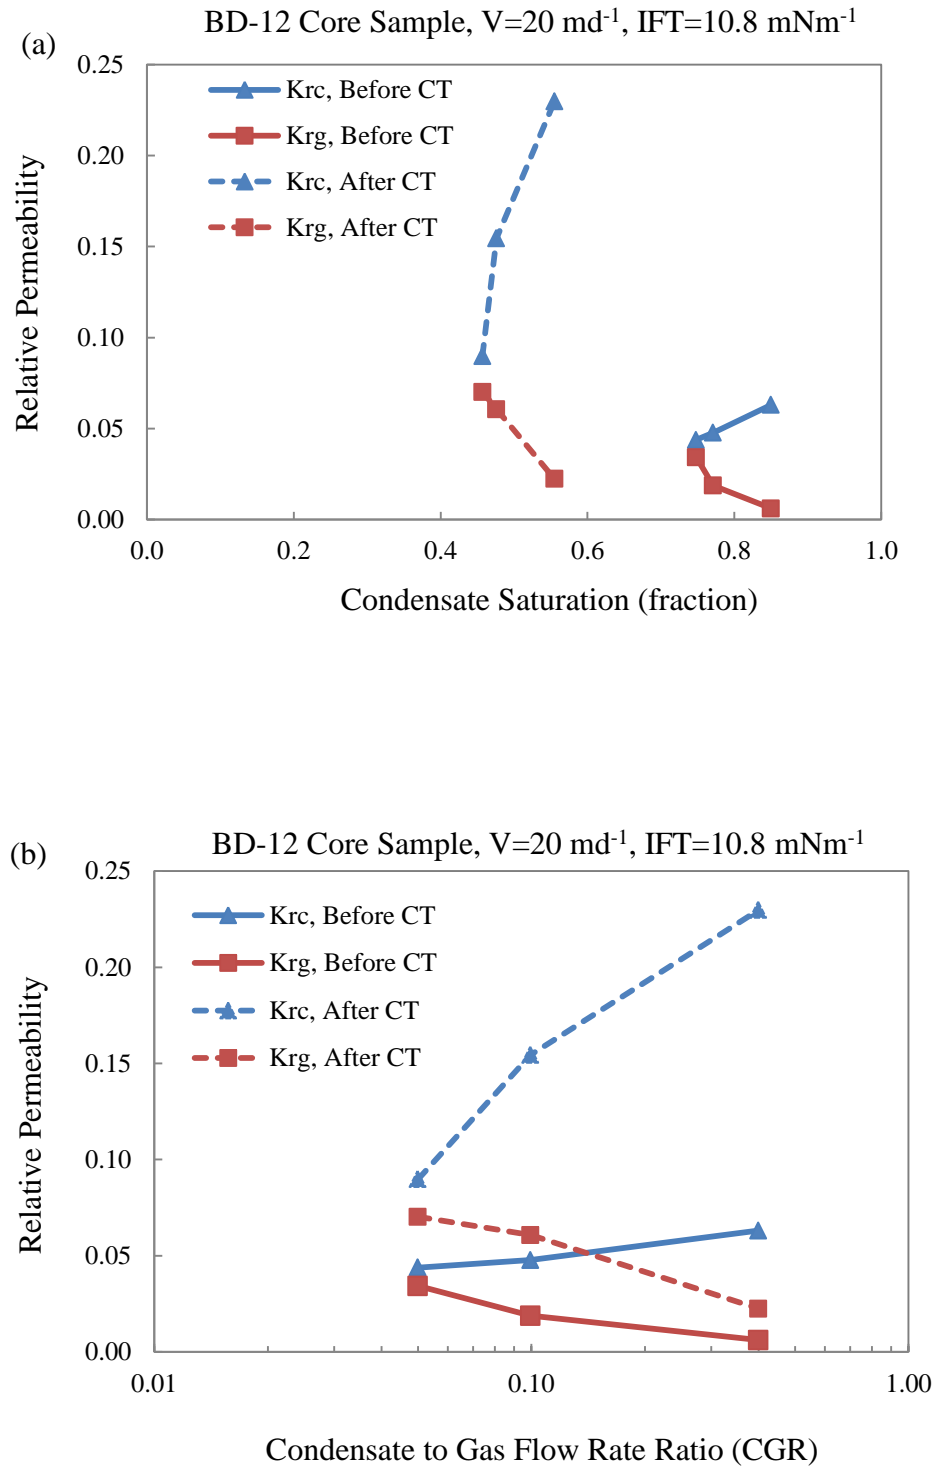 (a)
BD-12 Core Sample, V=20 md⁻¹, IFT=10.8 mNm⁻¹
0.25
0.20
0.15
0.10
0.05
0.00
Relative Permeability
Krc, Before CT
Krg, Before CT
Krc, After CT
Krg, After CT
0.0 0.2 0.4 0.6 0.8 1.0
Condensate Saturation (fraction)
(b)
BD-12 Core Sample, V=20 md⁻¹, IFT=10.8 mNm⁻¹
0.25
0.20
0.15
0.10
0.05
0.00
Relative Permeability
Krc, Before CT
Krg, Before CT
Krc, After CT
Krg, After CT
0.01 0.10 1.00
Condensate to Gas Flow Rate Ratio (CGR)